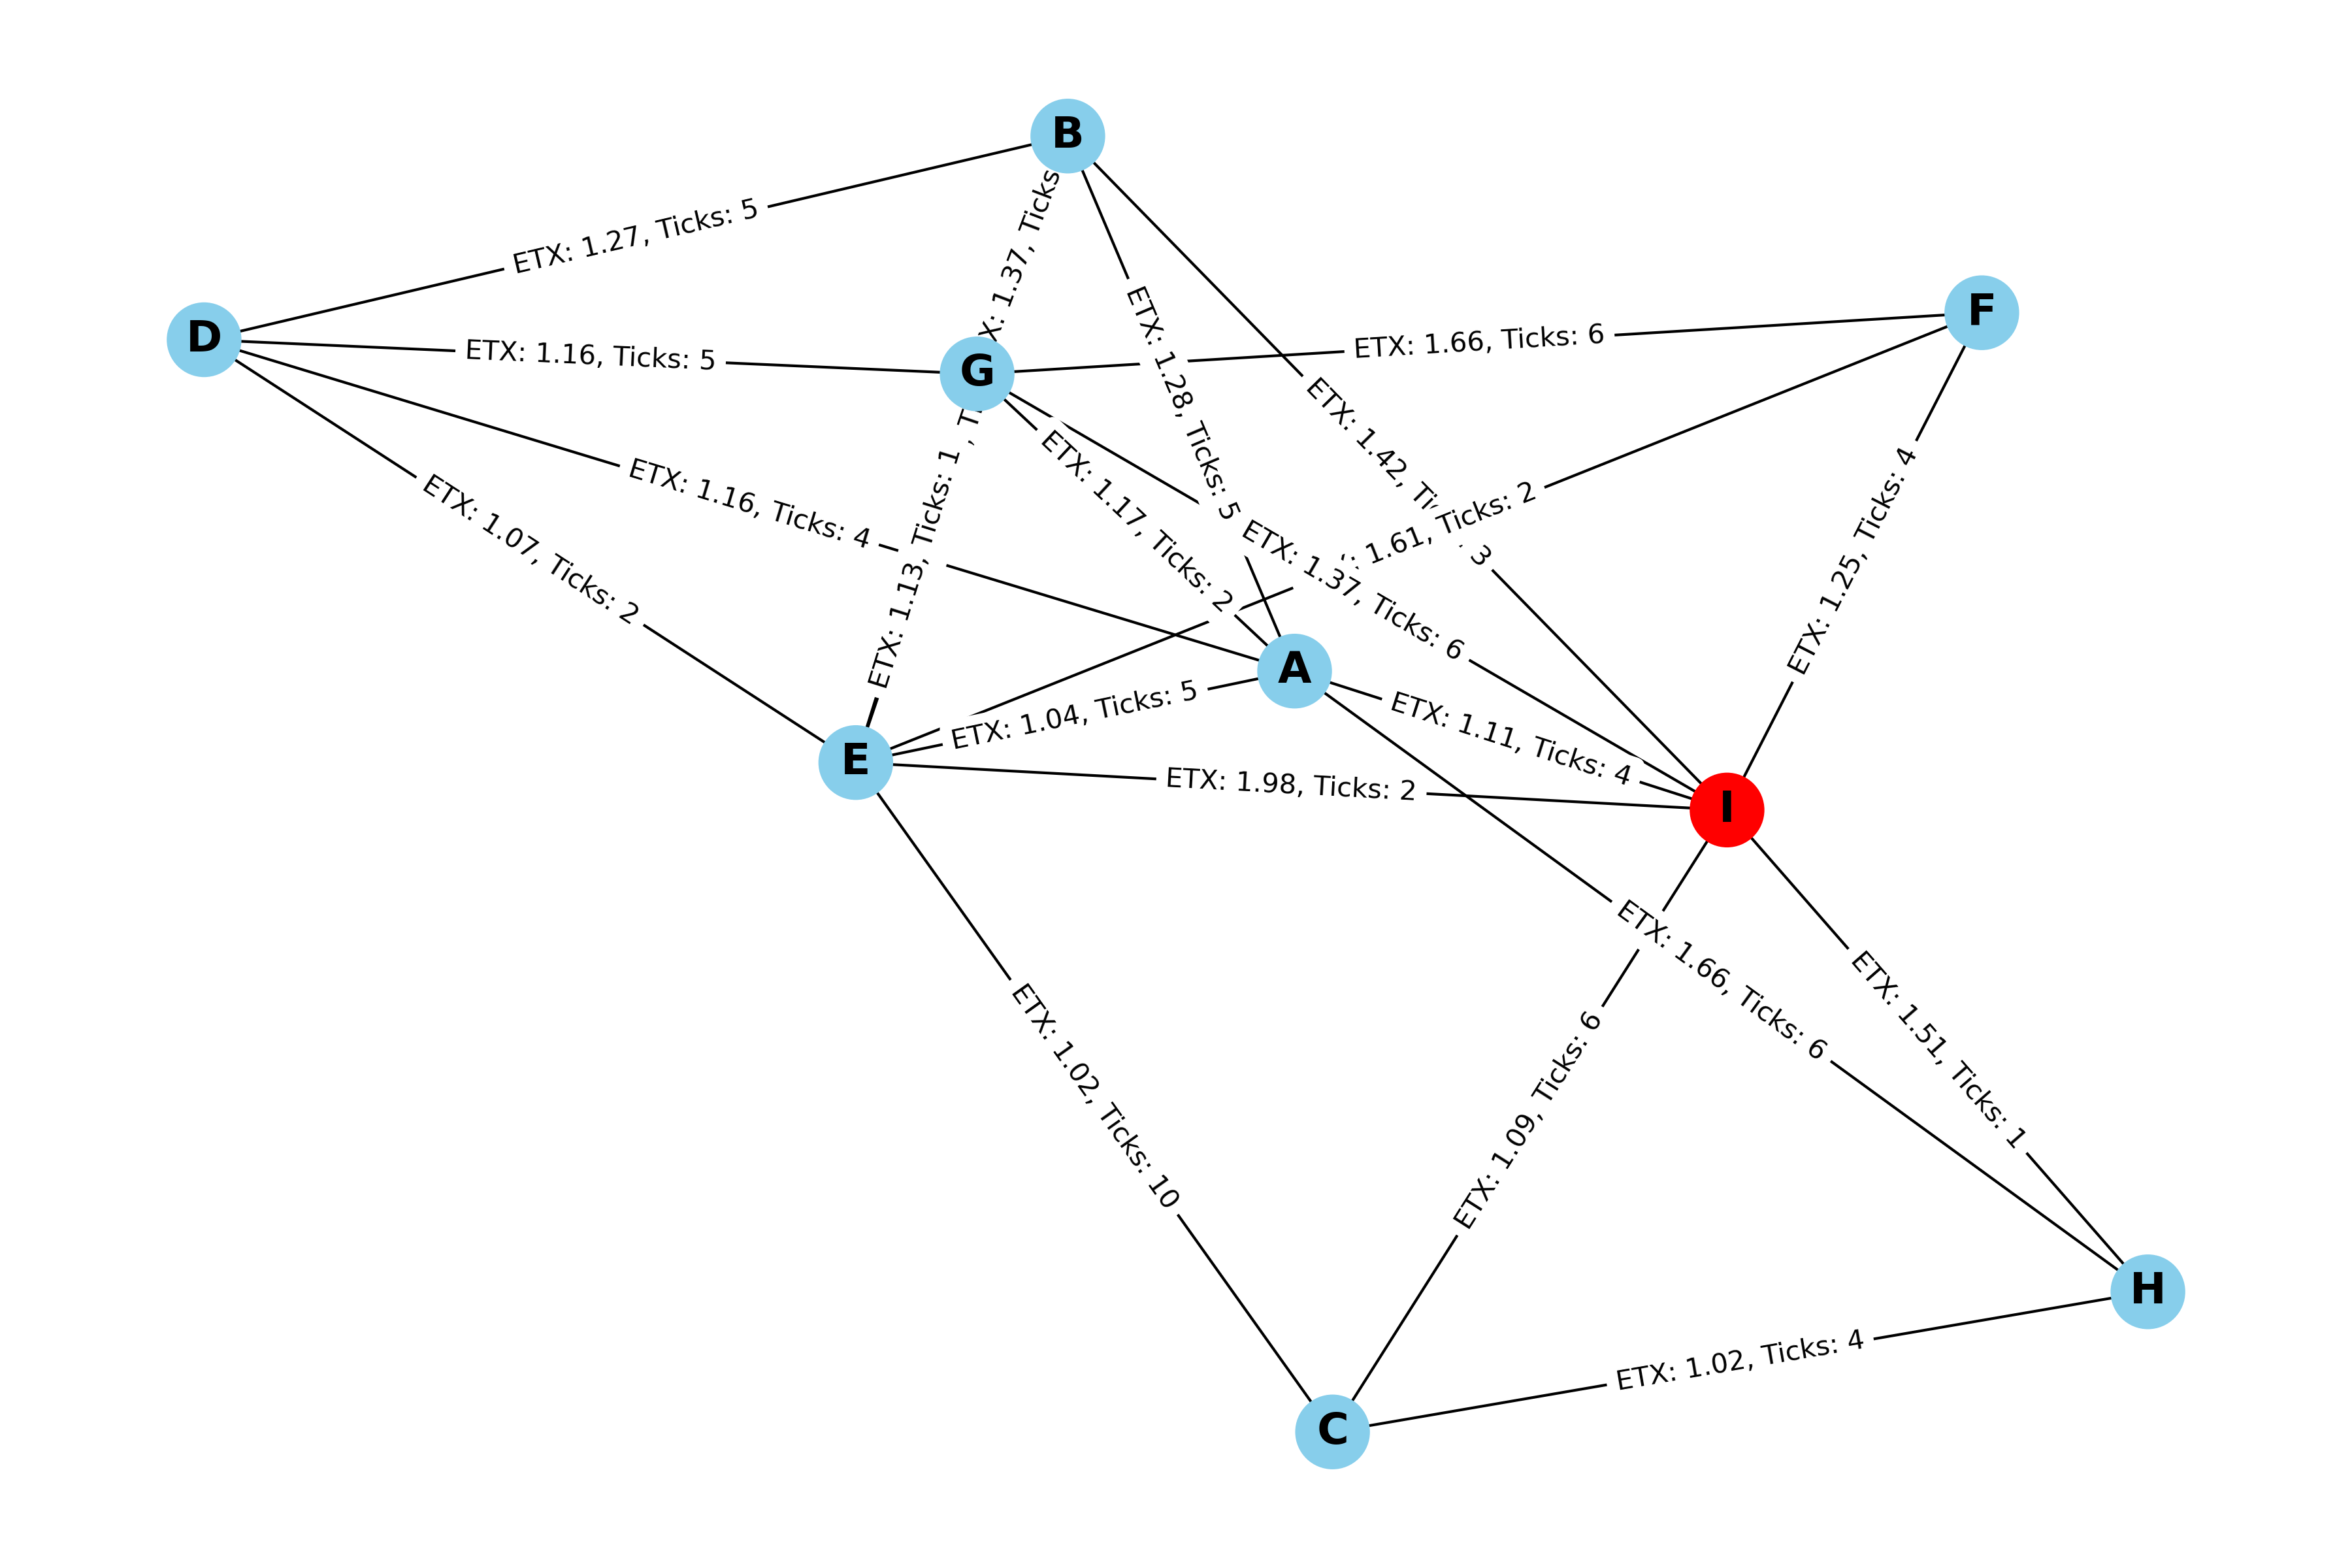 B
ETX: 1.27, Ticks: 5
F
D
X: 1.37, Ticks
ETX: 1.66, Ticks: 6
ETX: 1.16, Ticks: 5
G
ETX: 1.28, Ticks: 5
ETX: 1.42, Ti
3
ETX: 1.17, Ticks: 2
ETX: 1.16, Ticks: 4
ETX: 1.07, Ticks: 2
1.61, Ticks: 2
ETX: 1.25, Ticks: 4
ETX: 1.13, Ticks: 1
ETX: 1.37, Ticks: 6
A
ETX: 1.04, Ticks: 5
ETX: 1.11, Ticks: 4
E
ETX: 1.98, Ticks: 2
I
ETX: 1.66, Ticks: 6
ETX: 1.51, Ticks: 1
ETX: 1.02, Ticks: 10
ETX: 1.09, Ticks: 6
H
ETX: 1.02, Ticks: 4
C